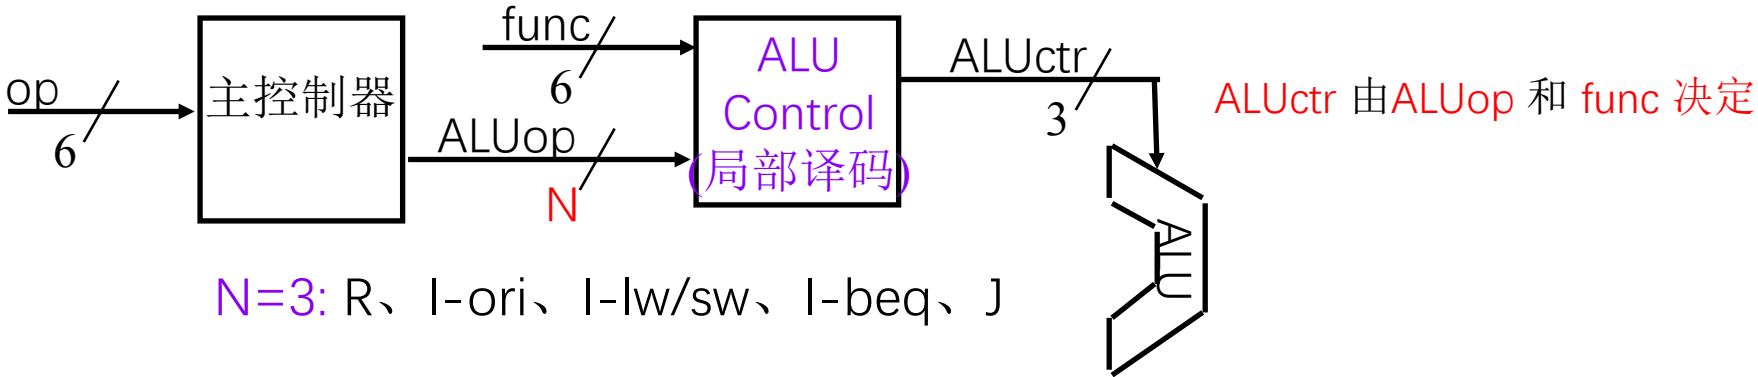 op
6
主控制器
func
6
ALUop
N
ALU
Control
(局部译码)
ALUctr
3
ALU
ALUctr 由ALUop 和 func 决定
N=3: R、I-ori、I-lw/sw、I-beq、J